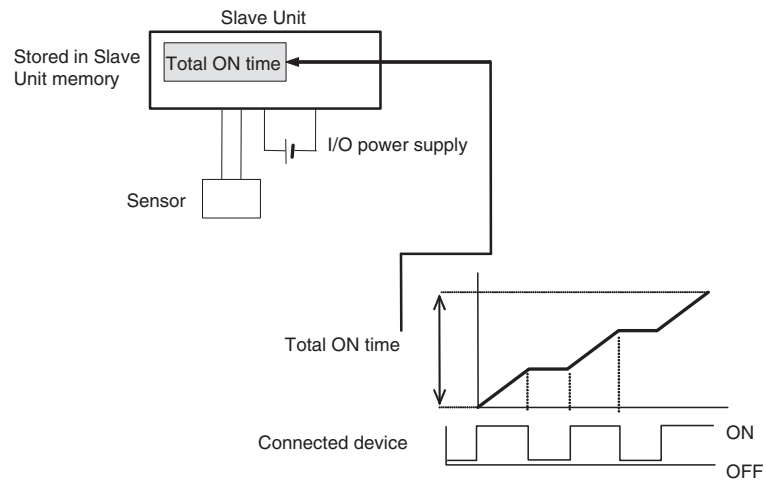 Slave Unit
Stored in Slave
Unit memory
Total ON time
I/O power supply
Sensor
Total ON time
Connected device
ON
OFF